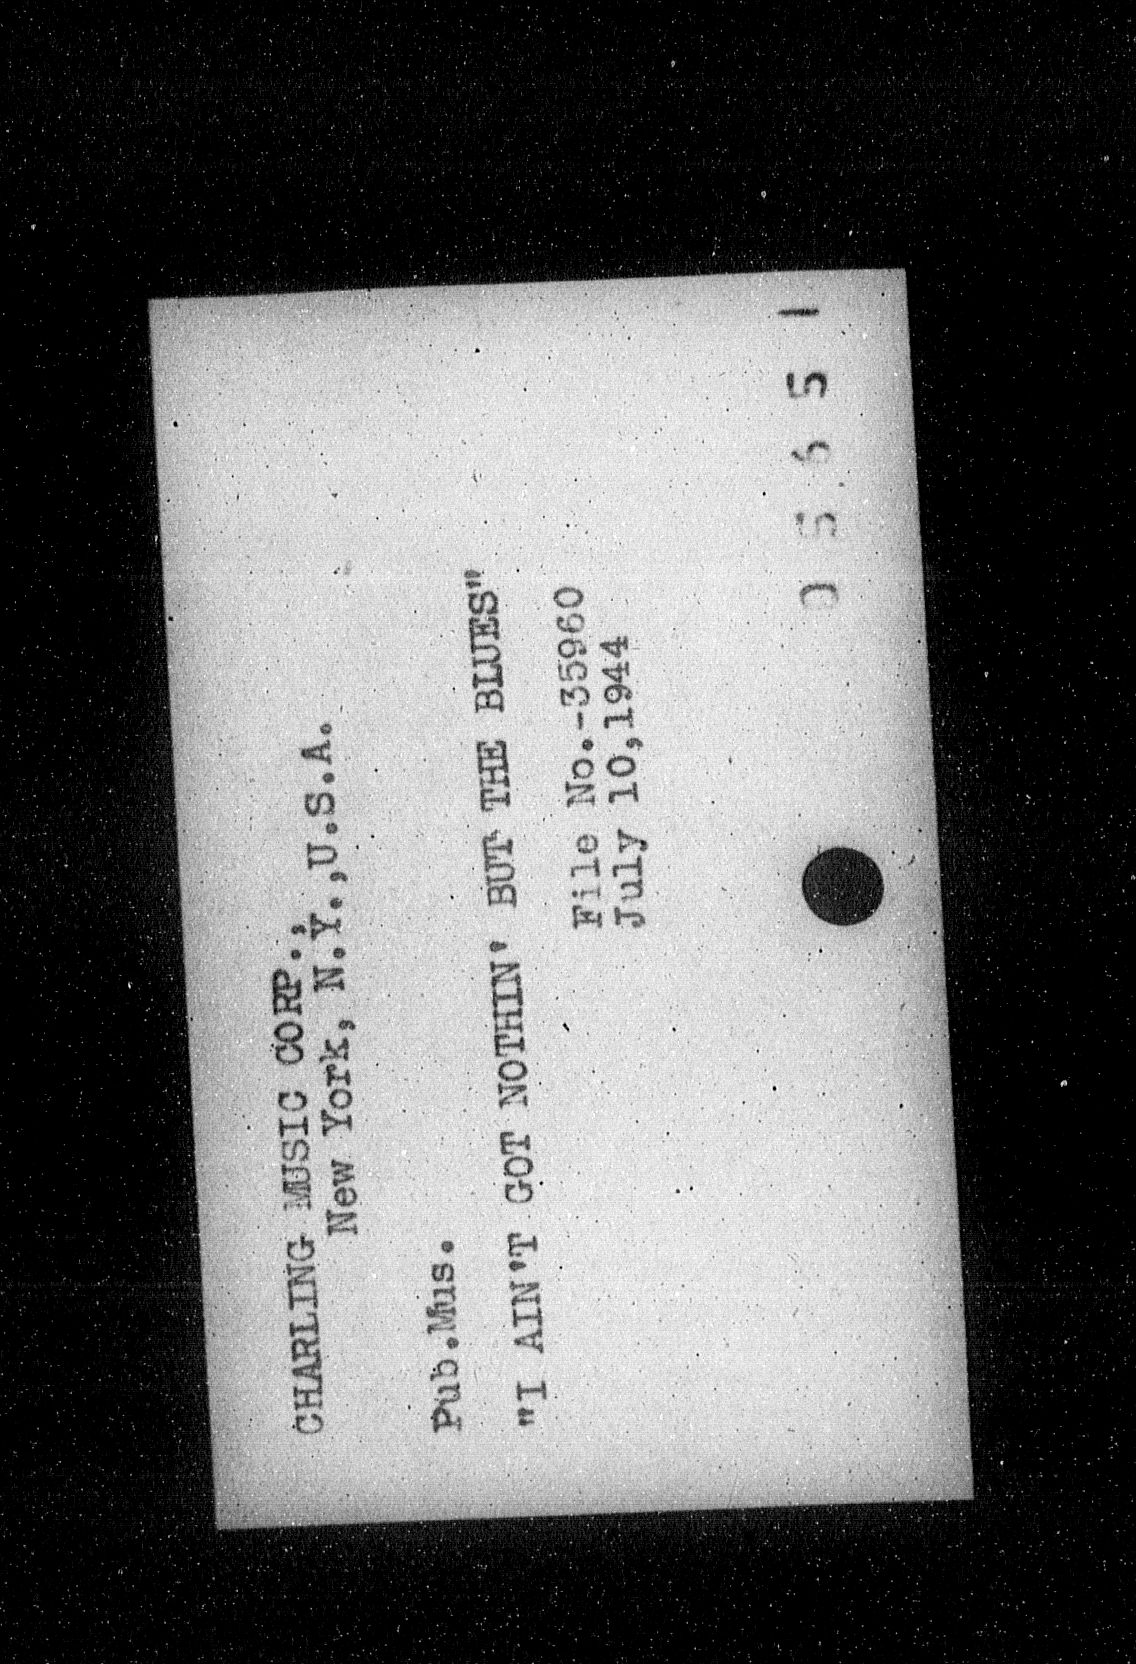 CHARLING MUSIC CORP.,
New York, N.Y.,U.S.A.
Pub.Mus.
"I AIN'T GOT NOTHIN' BUT THE BLUES"
File No.-35960
July 10,1944
05651